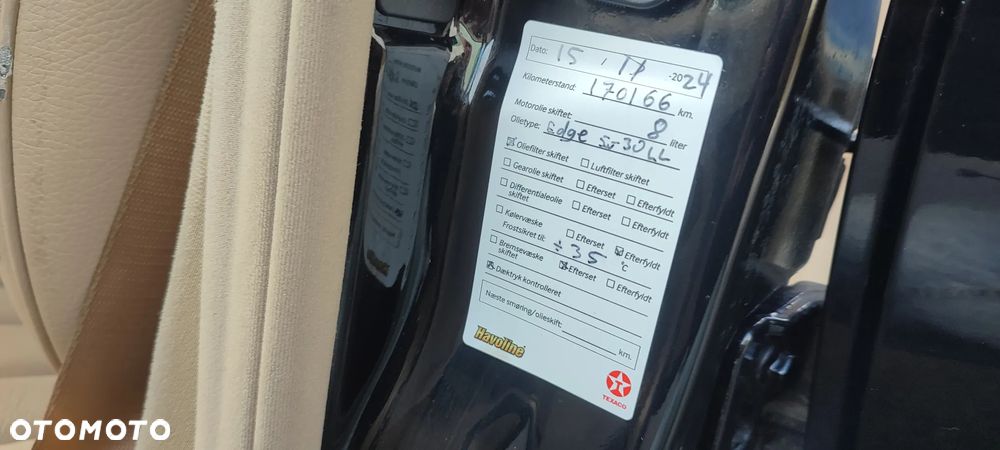 Dato: 15 . 11 -2024
Kilometerstand: 170166 km.
Motorolie skiftet: 8 liter
Olietype: Edge 5w-30 LL
Oliefilter skiftet Luftfilter skiftet
Gearolie skiftet Efterset Efterfyldt
Differentialeolie skiftet Efterset Efterfyldt
Kølervæske Efterset Efterfyldt
Frostsikret til: ÷ 35 °C
Bremsevæske skiftet Efterset Efterfyldt
Dæktryk kontrolleret
Næste smøring/olieskift: km.
Havoline
TEXACO
OTOMOTO